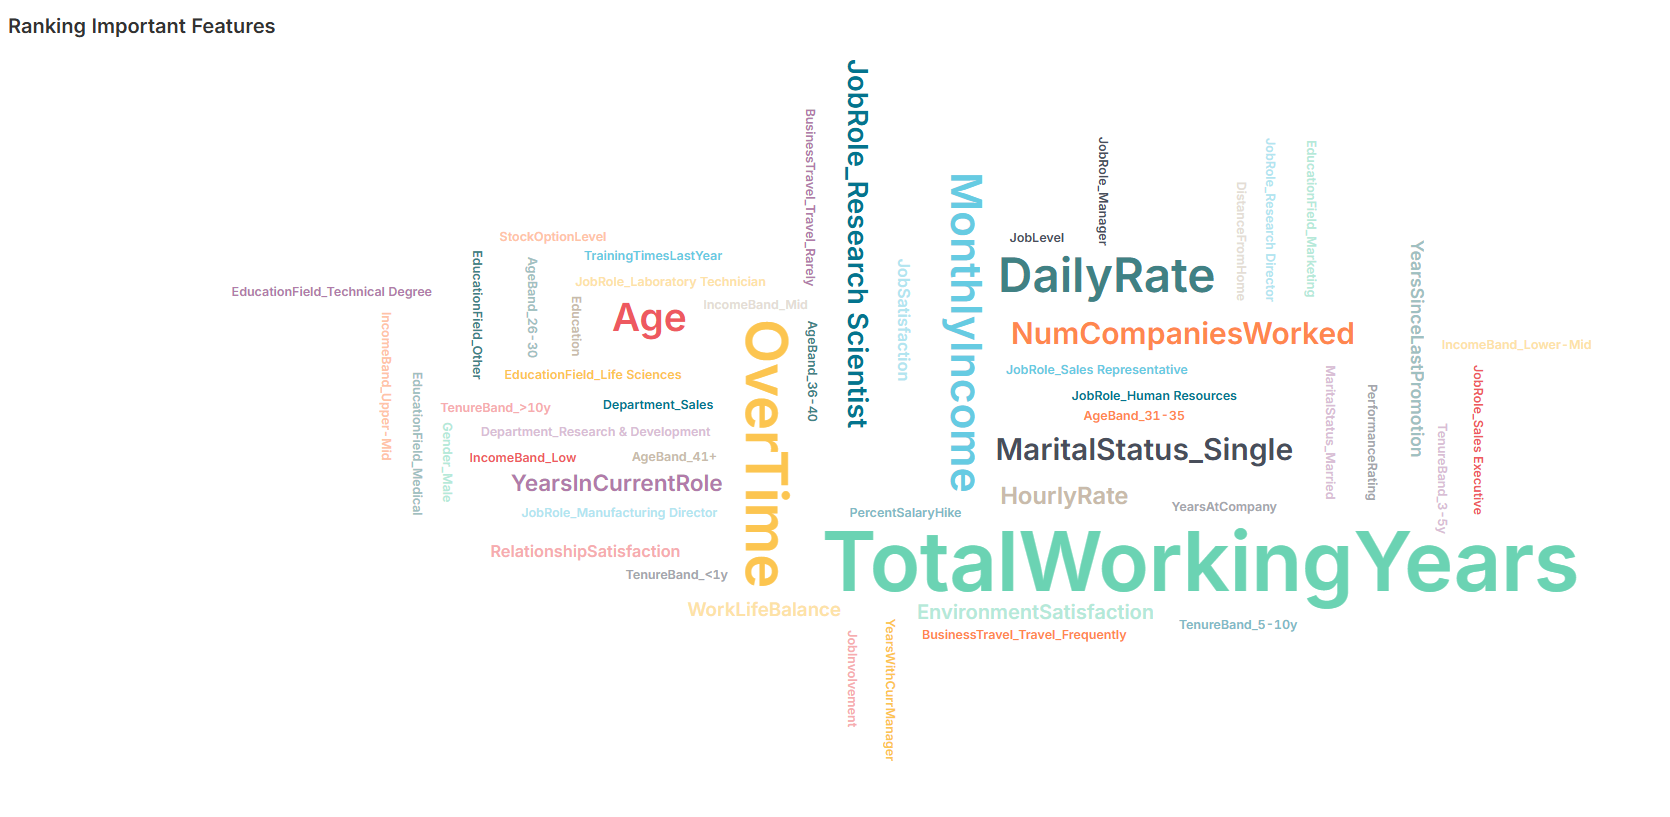 Ranking Important Features
JobRole_Research Scientist
BusinessTravel_Travel_Rarely
MonthlyIncome
JobRole_Manager
JobRole_Research Director
EducationField_Marketing
DistanceFromHome
StockOptionLevel
JobLevel
TrainingTimesLastYear
EducationField_Other
AgeBand_26-30
JobSatisfaction
DailyRate
YearsSinceLastPromotion
JobRole_Laboratory Technician
EducationField_Technical Degree
Education
IncomeBand_Mid
Age
IncomeBand_Upper-Mid
OverTime
AgeBand_36-40
NumCompaniesWorked
IncomeBand_Lower-Mid
EducationField_Life Sciences
JobRole_Sales Representative
MaritalStatus_Married
JobRole_Sales Executive
EducationField_Medical
PerformanceRating
JobRole_Human Resources
TenureBand_>10y
Department_Sales
AgeBand_31-35
Gender_Male
TenureBand_3-5y
Department_Research & Development
MaritalStatus_Single
IncomeBand_Low
AgeBand_41+
YearsInCurrentRole
HourlyRate
YearsAtCompany
JobRole_Manufacturing Director
PercentSalaryHike
RelationshipSatisfaction
TotalWorkingYears
TenureBand_<1y
WorkLifeBalance
EnvironmentSatisfaction
TenureBand_5-10y
BusinessTravel_Travel_Frequently
JobInvolvement
YearsWithCurrManager